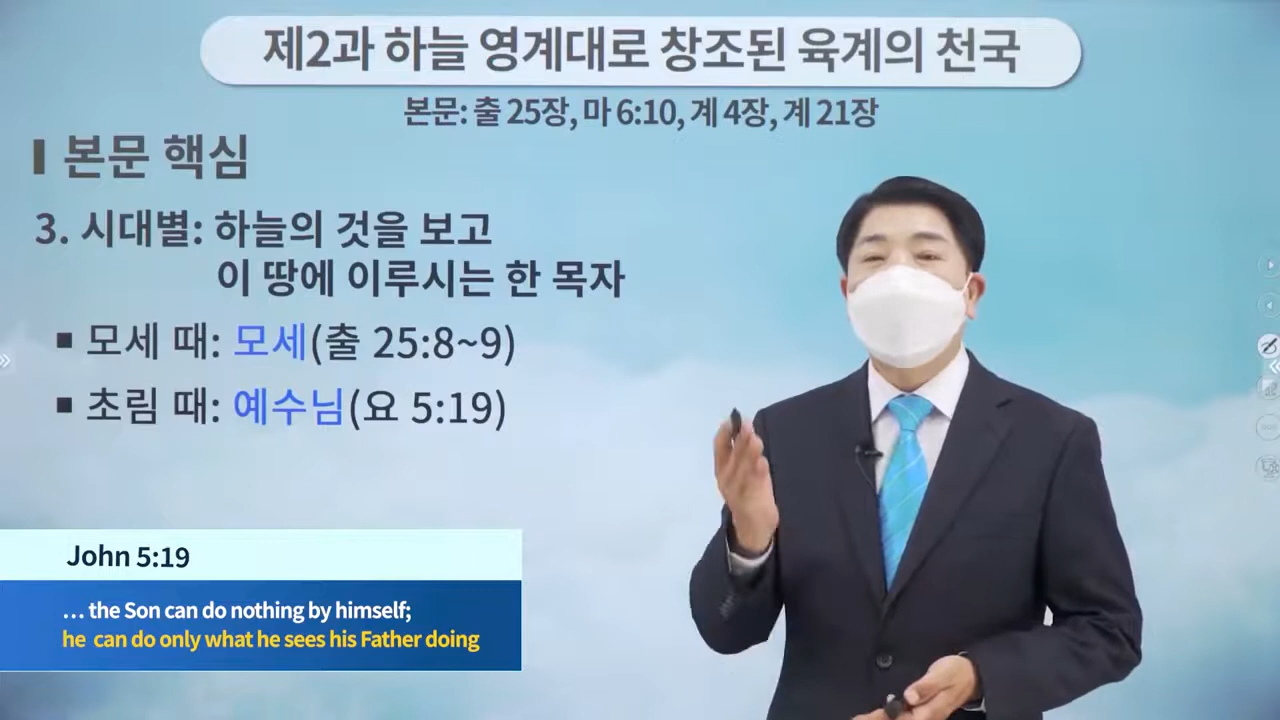 제2과 하늘 영계대로 창조된 육계의 천국
본문: 출 25장, 마 6:10, 계 4장, 계 21장
본문 핵심
3. 시대별: 하늘의 것을 보고
이 땅에 이루시는 한 목자
▪ 모세 때: 모세(출 25:8~9)
▪ 초림 때: 예수님(요 5:19)
John 5:19
… the Son can do nothing by himself;
he can do only what he sees his Father doing